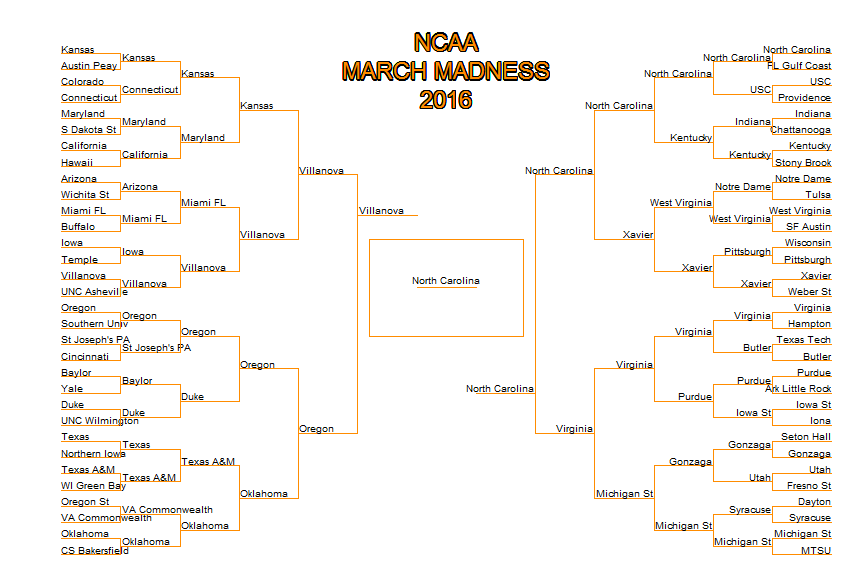 NCAA
MARCH MADNESS
2016
Kansas
Austin Peay
Colorado
Connecticut
Maryland
S Dakota St
California
Hawaii
Arizona
Wichita St
Miami FL
Buffalo
Iowa
Temple
Villanova
UNC Asheville
Oregon
Southern Univ
St Joseph's PA
Cincinnati
Baylor
Yale
Duke
UNC Wilmington
Texas
Northern Iowa
Texas A&M
WI Green Bay
Oregon St
VA Commonwealth
Oklahoma
CS Bakersfield
Kansas
Connecticut
Maryland
California
Arizona
Miami FL
Iowa
Villanova
Oregon
St Joseph's PA
Baylor
Duke
Texas
Texas A&M
VA Commonwealth
Oklahoma
Kansas
Maryland
Miami FL
Villanova
Oregon
Duke
Texas A&M
Oklahoma
Kansas
Villanova
Oregon
Oklahoma
Villanova
Oregon
Villanova
North Carolina
North Carolina
North Carolina
Virginia
North Carolina
Xavier
Virginia
Michigan St
North Carolina
Kentucky
West Virginia
Xavier
Virginia
Purdue
Gonzaga
Michigan St
North Carolina
USC
Indiana
Kentucky
Notre Dame
West Virginia
Pittsburgh
Xavier
Virginia
Butler
Purdue
Iowa St
Gonzaga
Utah
Syracuse
Michigan St
North Carolina
FL Gulf Coast
USC
Providence
Indiana
Chattanooga
Kentucky
Stony Brook
Notre Dame
Tulsa
West Virginia
SF Austin
Wisconsin
Pittsburgh
Xavier
Weber St
Virginia
Hampton
Texas Tech
Butler
Purdue
Ark Little Rock
Iowa St
Iona
Seton Hall
Gonzaga
Utah
Fresno St
Dayton
Syracuse
Michigan St
MTSU